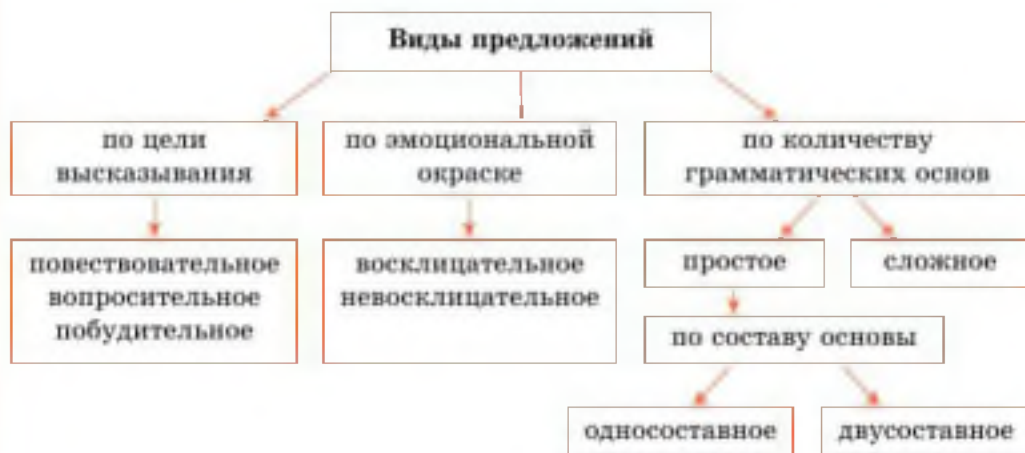 Виды предложений
по цели
высказывания
по эмоциональной
окраске
по количеству
грамматических основ
повествовательное
вопросительное
побудительное
восклицательное
невосклицательное
простое
сложное
по составу основы
односоставное
двусоставное